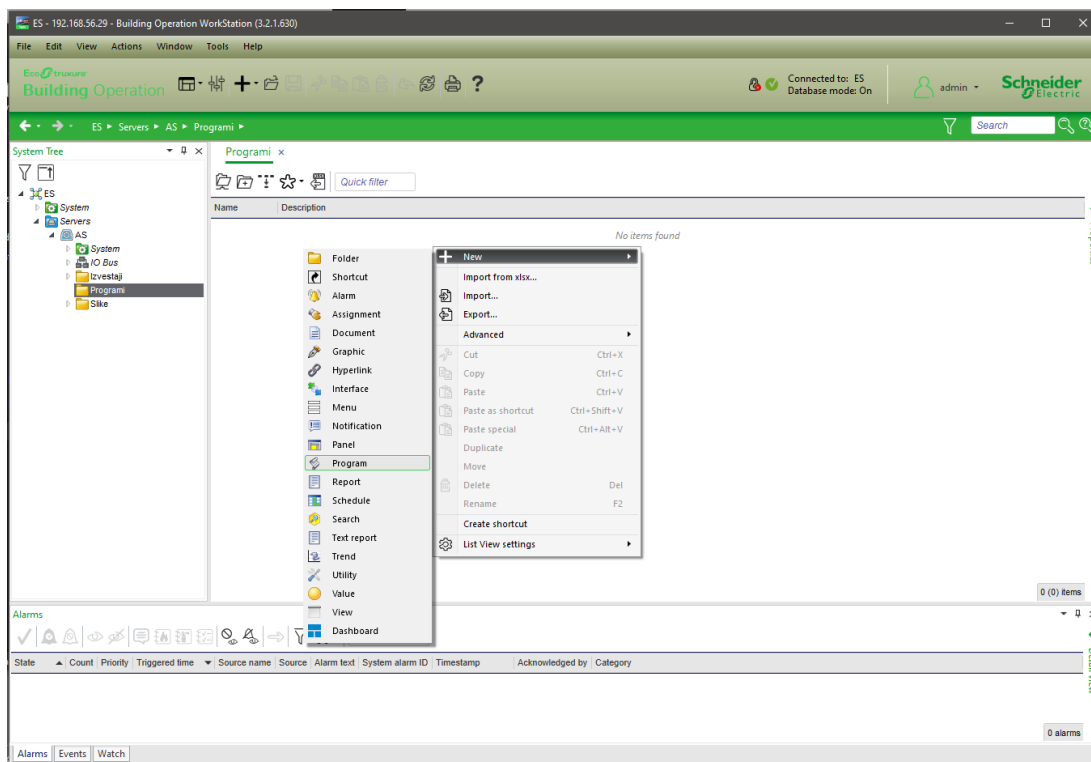 ES - 192.168.56.29 - Building Operation WorkStation (3.2.1.630)
File Edit View Actions Window Tools Help
EcoStruxure
Building Operation
Connected to: ES
Database mode: On
admin
Schneider
Electric
ES Servers AS Programi
Search
System Tree
Programi
Quick filter
ES
System
Servers
AS
System
IO Bus
Izvestaji
Programi
Slike
Name Description
No items found
Folder
Shortcut
Alarm
Assignment
Document
Graphic
Hyperlink
Interface
Menu
Notification
Panel
Program
Report
Schedule
Search
Text report
Trend
Utility
Value
View
Dashboard
New
Import from xlsx...
Import...
Export...
Advanced
Cut Ctrl+X
Copy Ctrl+C
Paste Ctrl+V
Paste as shortcut Ctrl+Shift+V
Paste special Ctrl+Alt+V
Duplicate
Move
Delete Del
Rename F2
Create shortcut
List View settings
0 (0) items
Alarms
State Count Priority Triggered time Source name Source Alarm text System alarm ID Timestamp Acknowledged by Category
0 alarms
Alarms Events Watch